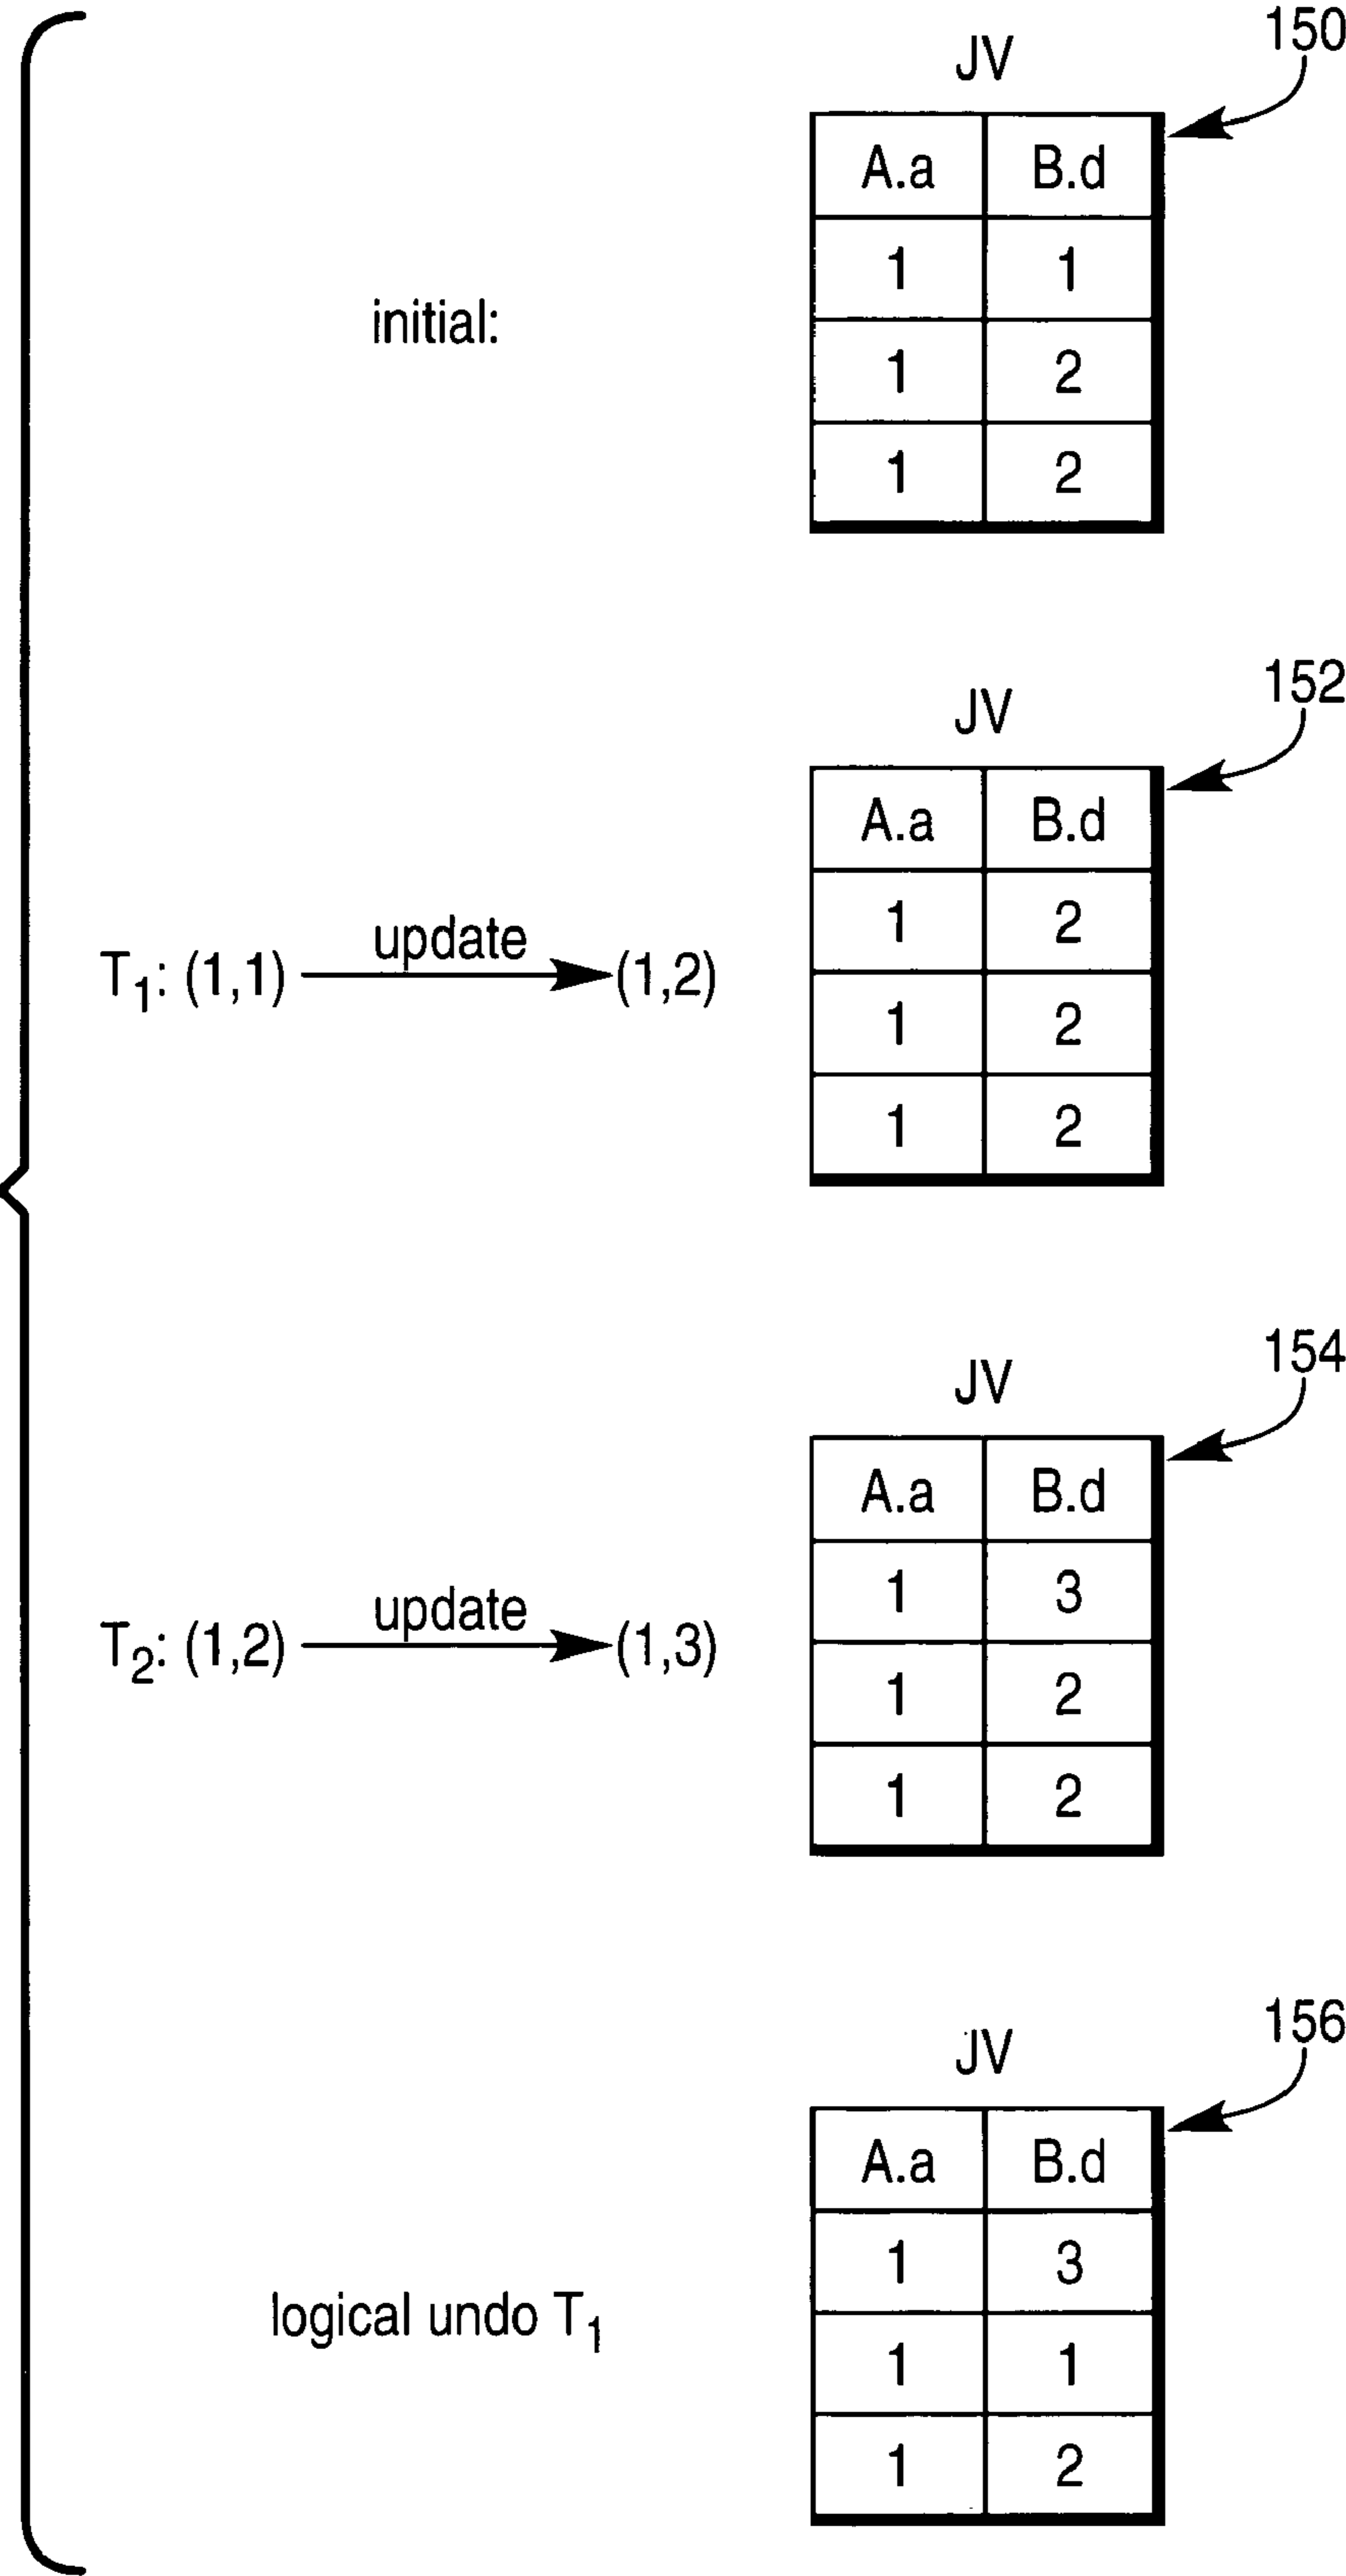 150
JV
A.a B.d
1 1
initial:
1 2
1 2
152
JV
A.a B.d
1 2
T1: (1,1) update (1,2)
1 2
1 2
154
JV
A.a B.d
1 3
T2: (1,2) update (1,3)
1 2
1 2
156
JV
A.a B.d
1 3
logical undo T1
1 1
1 2